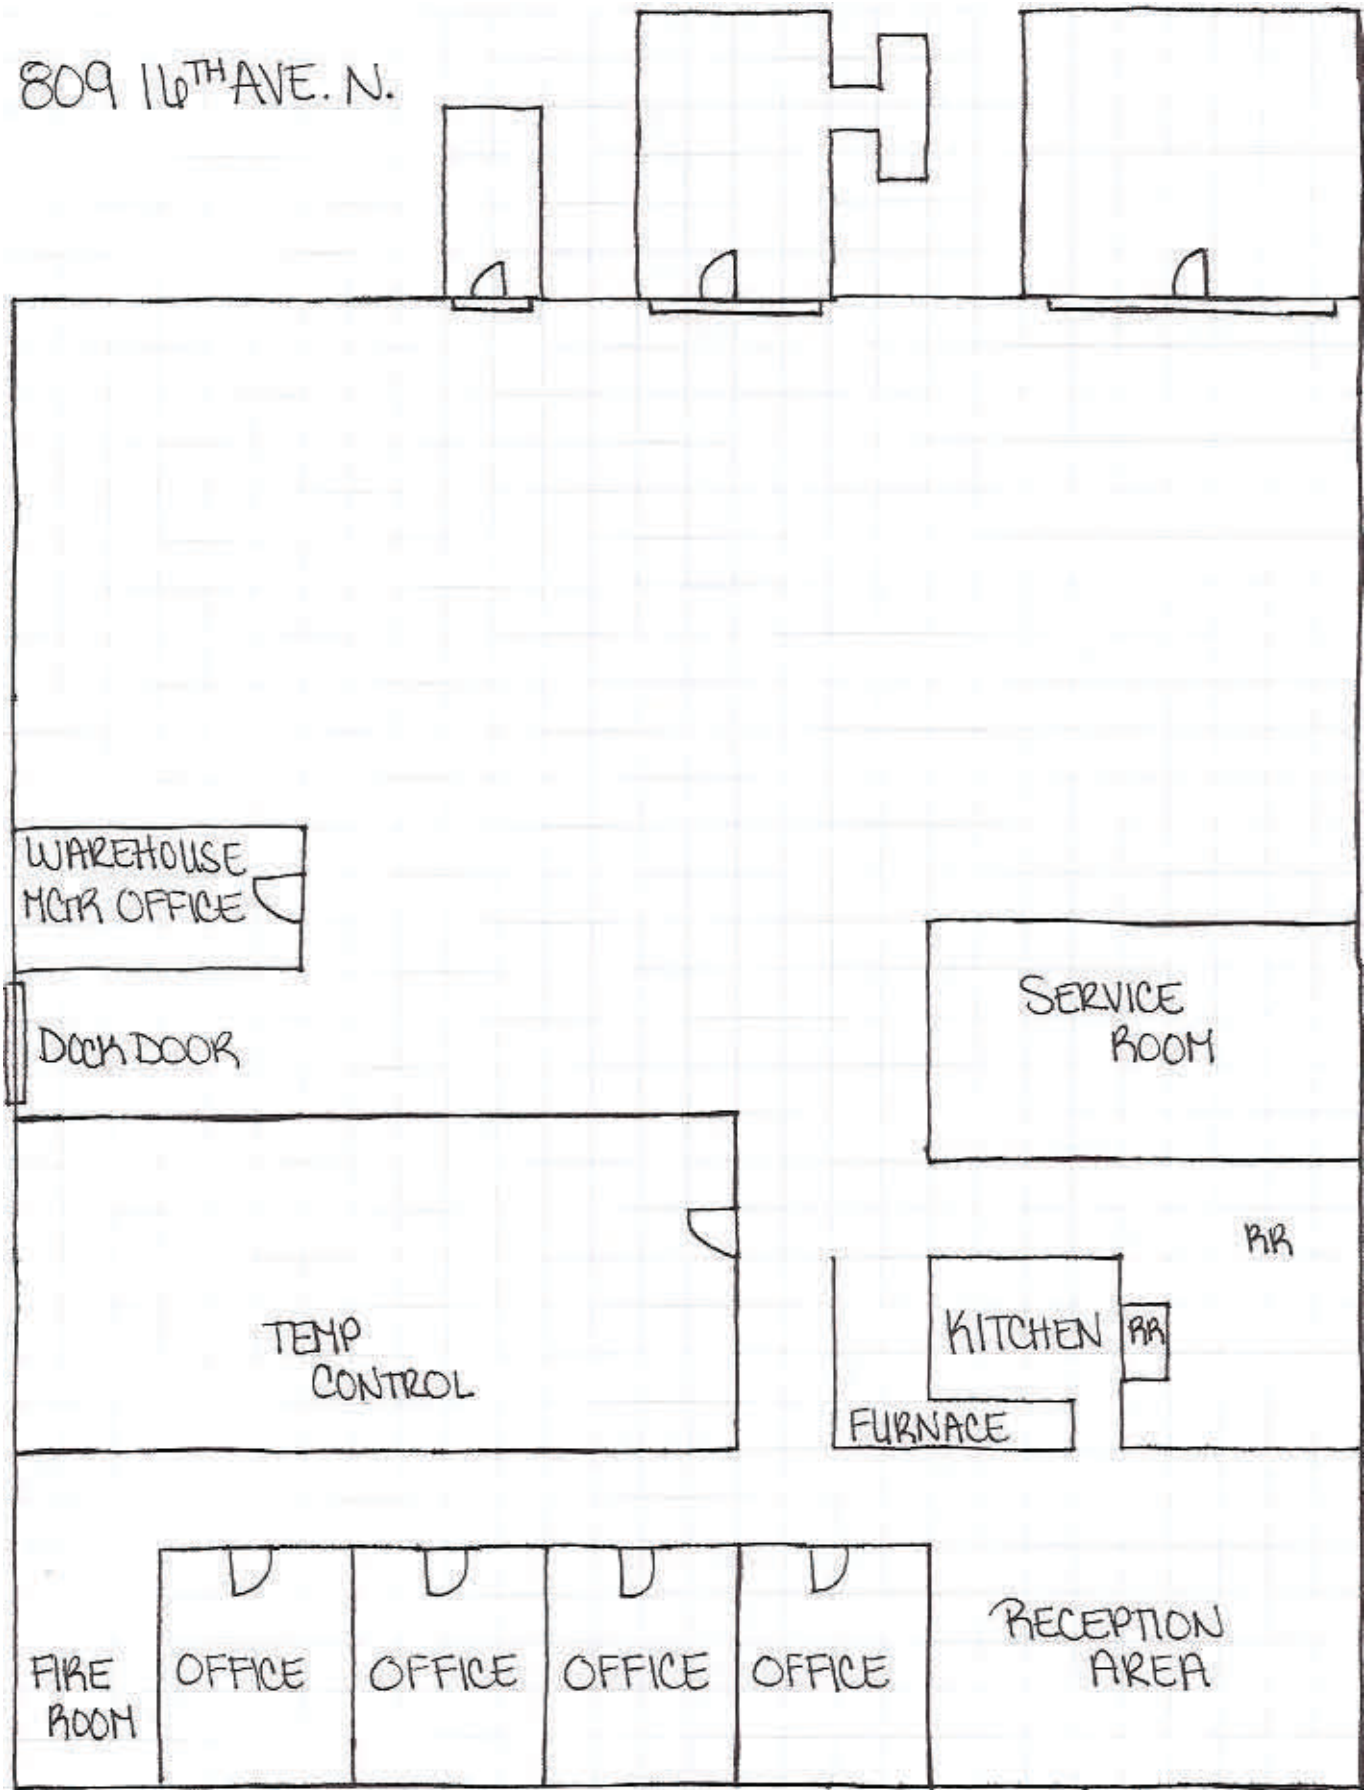 809 16TH AVE. N.
WAREHOUSE
MGR OFFICE
DOCK DOOR
SERVICE
ROOM
RR
TEMP
CONTROL
KITCHEN
RR
FURNACE
FIRE
ROOM
OFFICE
OFFICE
OFFICE
OFFICE
RECEPTION
AREA